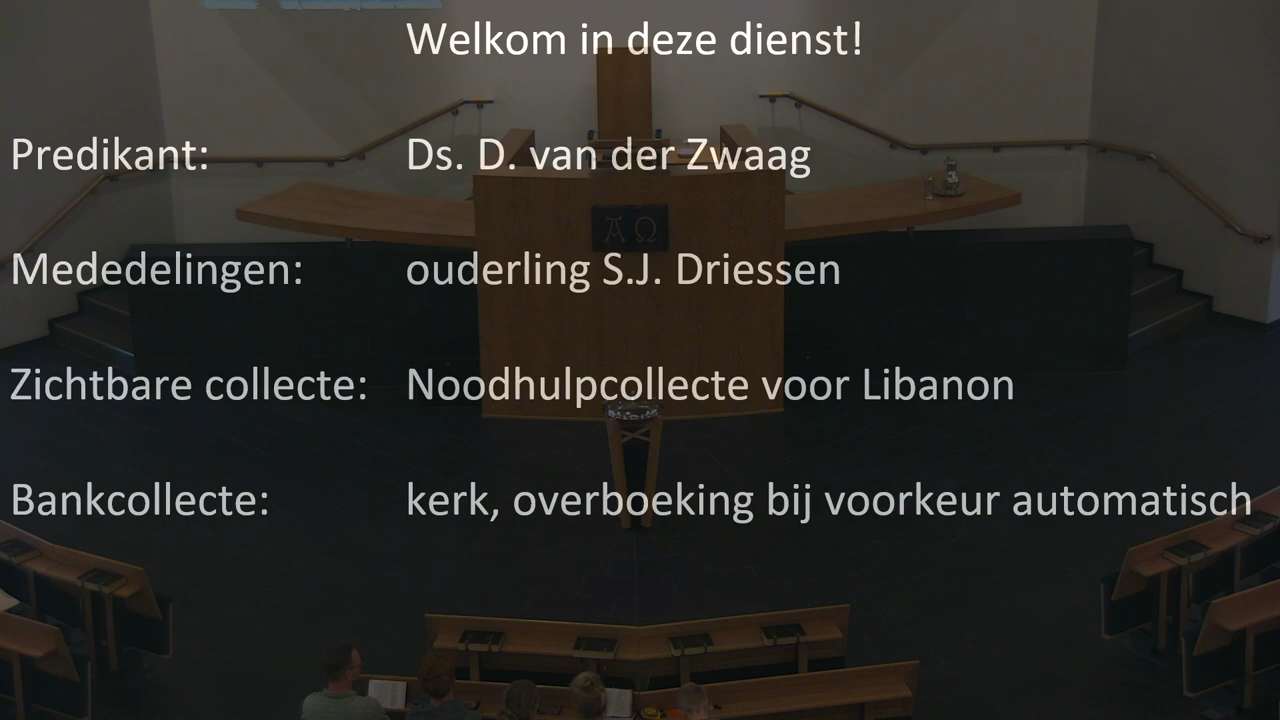 Welkom in deze dienst!
Predikant: Ds. D. van der Zwaag
Mededelingen: ouderling S.J. Driessen
Zichtbare collecte: Noodhulpcollecte voor Libanon
Bankcollecte: kerk, overboeking bij voorkeur automatisch
Α Ω